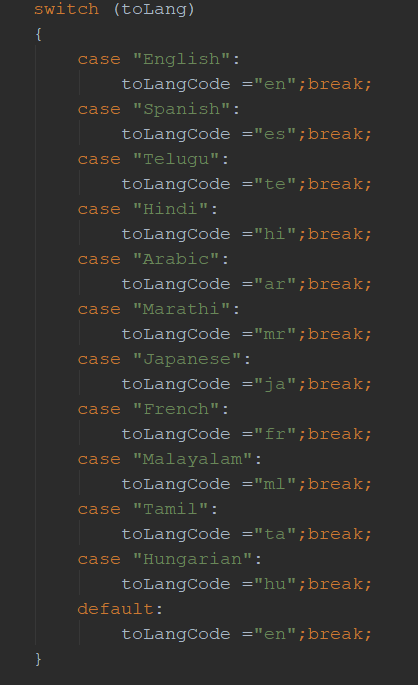 switch (toLang)
{
    case "English":
        toLangCode ="en";break;
    case "Spanish":
        toLangCode ="es";break;
    case "Telugu":
        toLangCode ="te";break;
    case "Hindi":
        toLangCode ="hi";break;
    case "Arabic":
        toLangCode ="ar";break;
    case "Marathi":
        toLangCode ="mr";break;
    case "Japanese":
        toLangCode ="ja";break;
    case "French":
        toLangCode ="fr";break;
    case "Malayalam":
        toLangCode ="ml";break;
    case "Tamil":
        toLangCode ="ta";break;
    case "Hungarian":
        toLangCode ="hu";break;
    default:
        toLangCode ="en";break;
}